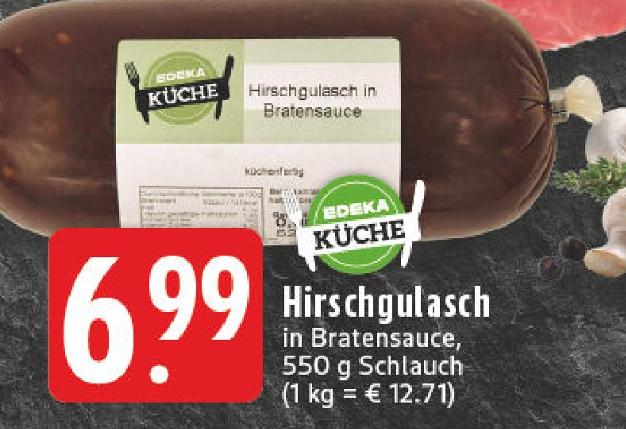 EDEKA
KÜCHE
Hirschgulasch in
Bratensauce
küchenfertig
EDEKA
KÜCHE
6.99
Hirschgulasch
in Bratensauce,
550 g Schlauch
(1 kg = € 12.71)